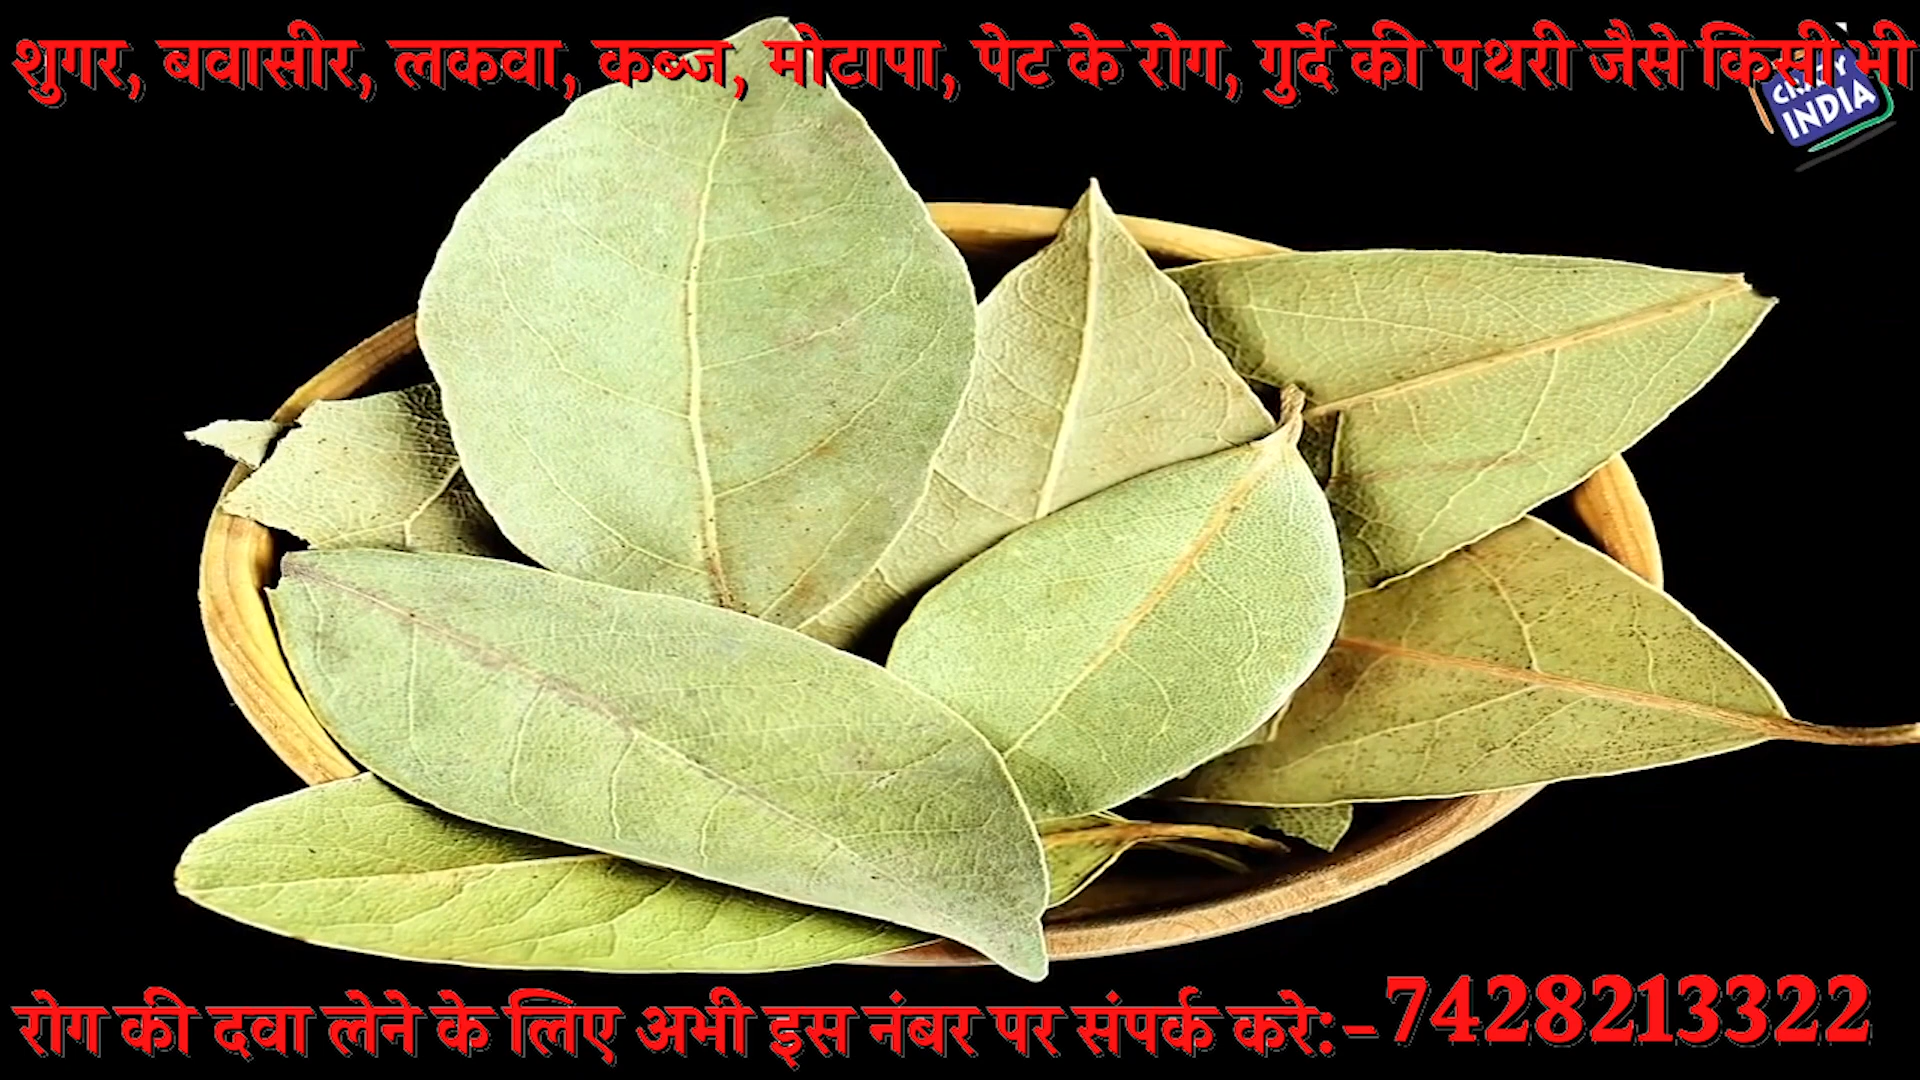 शुगर, बवासीर, लकवा, कब्ज, मोटापा, पेट के रोग, गुर्दे की पथरी जैसे किसी भी
INDIA
रोग की दवा लेने के लिए अभी इस नंबर पर संपर्क करे:-7428213322